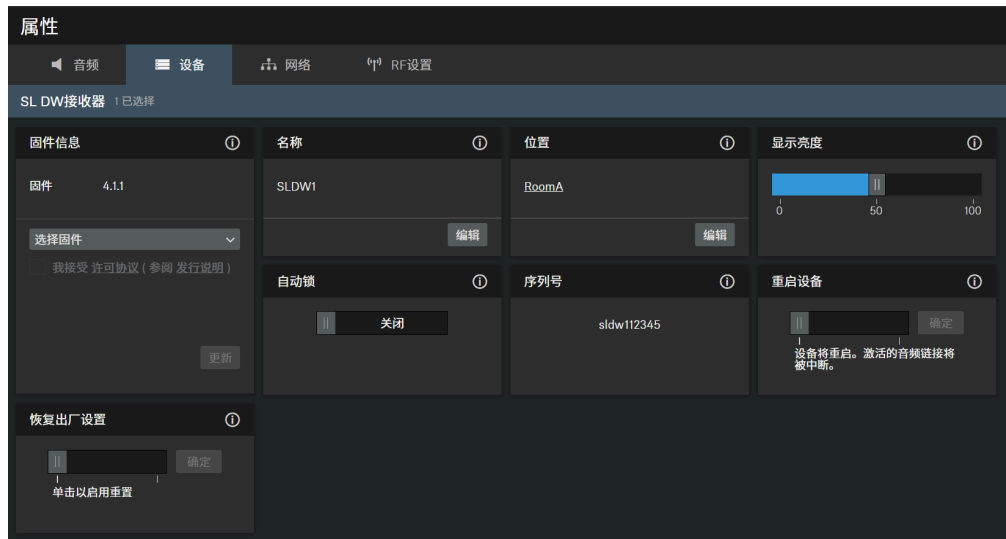 属性
音频
设备
网络
RF设置
SL DW接收器 1 已选择
固件信息
名称
位置
显示亮度
固件 4.1.1
SLDW1
RoomA
0 50 100
选择固件
编辑
编辑
我接受 许可协议 ( 参阅 发行说明 )
自动锁
序列号
重启设备
关闭
sldw112345
确定
设备将重启。激活的音频链接将
被中断。
更新
恢复出厂设置
确定
单击以启用重置